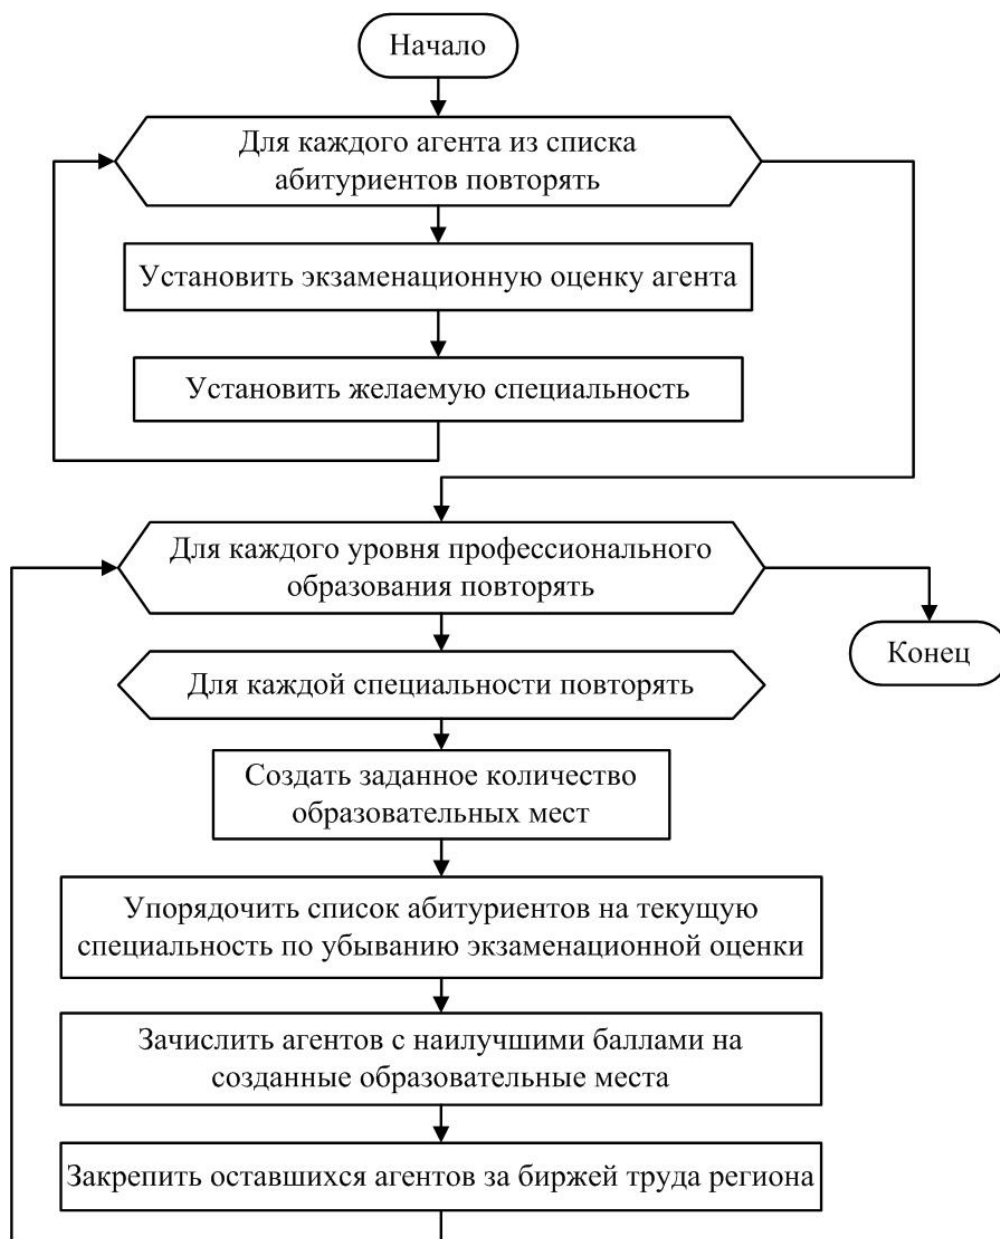 Начало
Для каждого агента из списка
абитуриентов повторять
Установить экзаменационную оценку агента
Установить желаемую специальность
Для каждого уровня профессионального
образования повторять
Конец
Для каждой специальности повторять
Создать заданное количество
образовательных мест
Упорядочить список абитуриентов на текущую
специальность по убыванию экзаменационной оценки
Зачислить агентов с наилучшими баллами на
созданные образовательные места
Закрепить оставшихся агентов за биржей труда региона